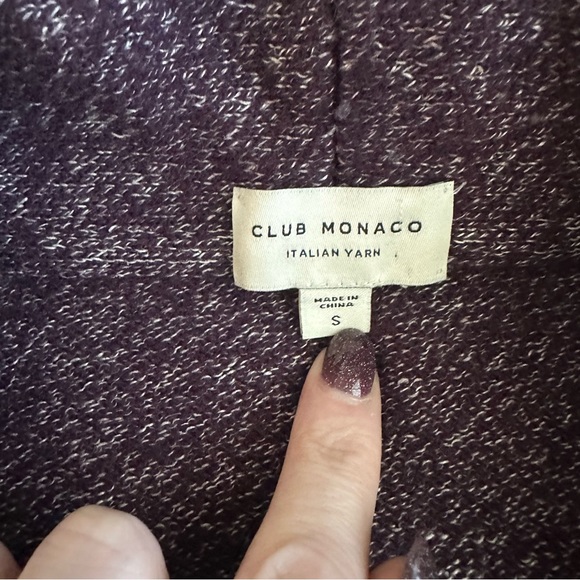 CLUB MONACO
ITALIAN YARN
MADE IN
CHINA
S